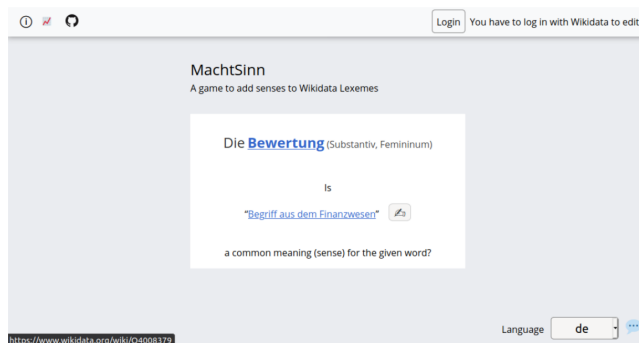 Login You have to log in with Wikidata to edit
MachtSinn
A game to add senses to Wikidata Lexemes
Die Bewertung (Substantiv, Femininum)
Is
“Begriff aus dem Finanzwesen”
a common meaning (sense) for the given word?
Language de
https://www.wikidata.org/wiki/Q4008379